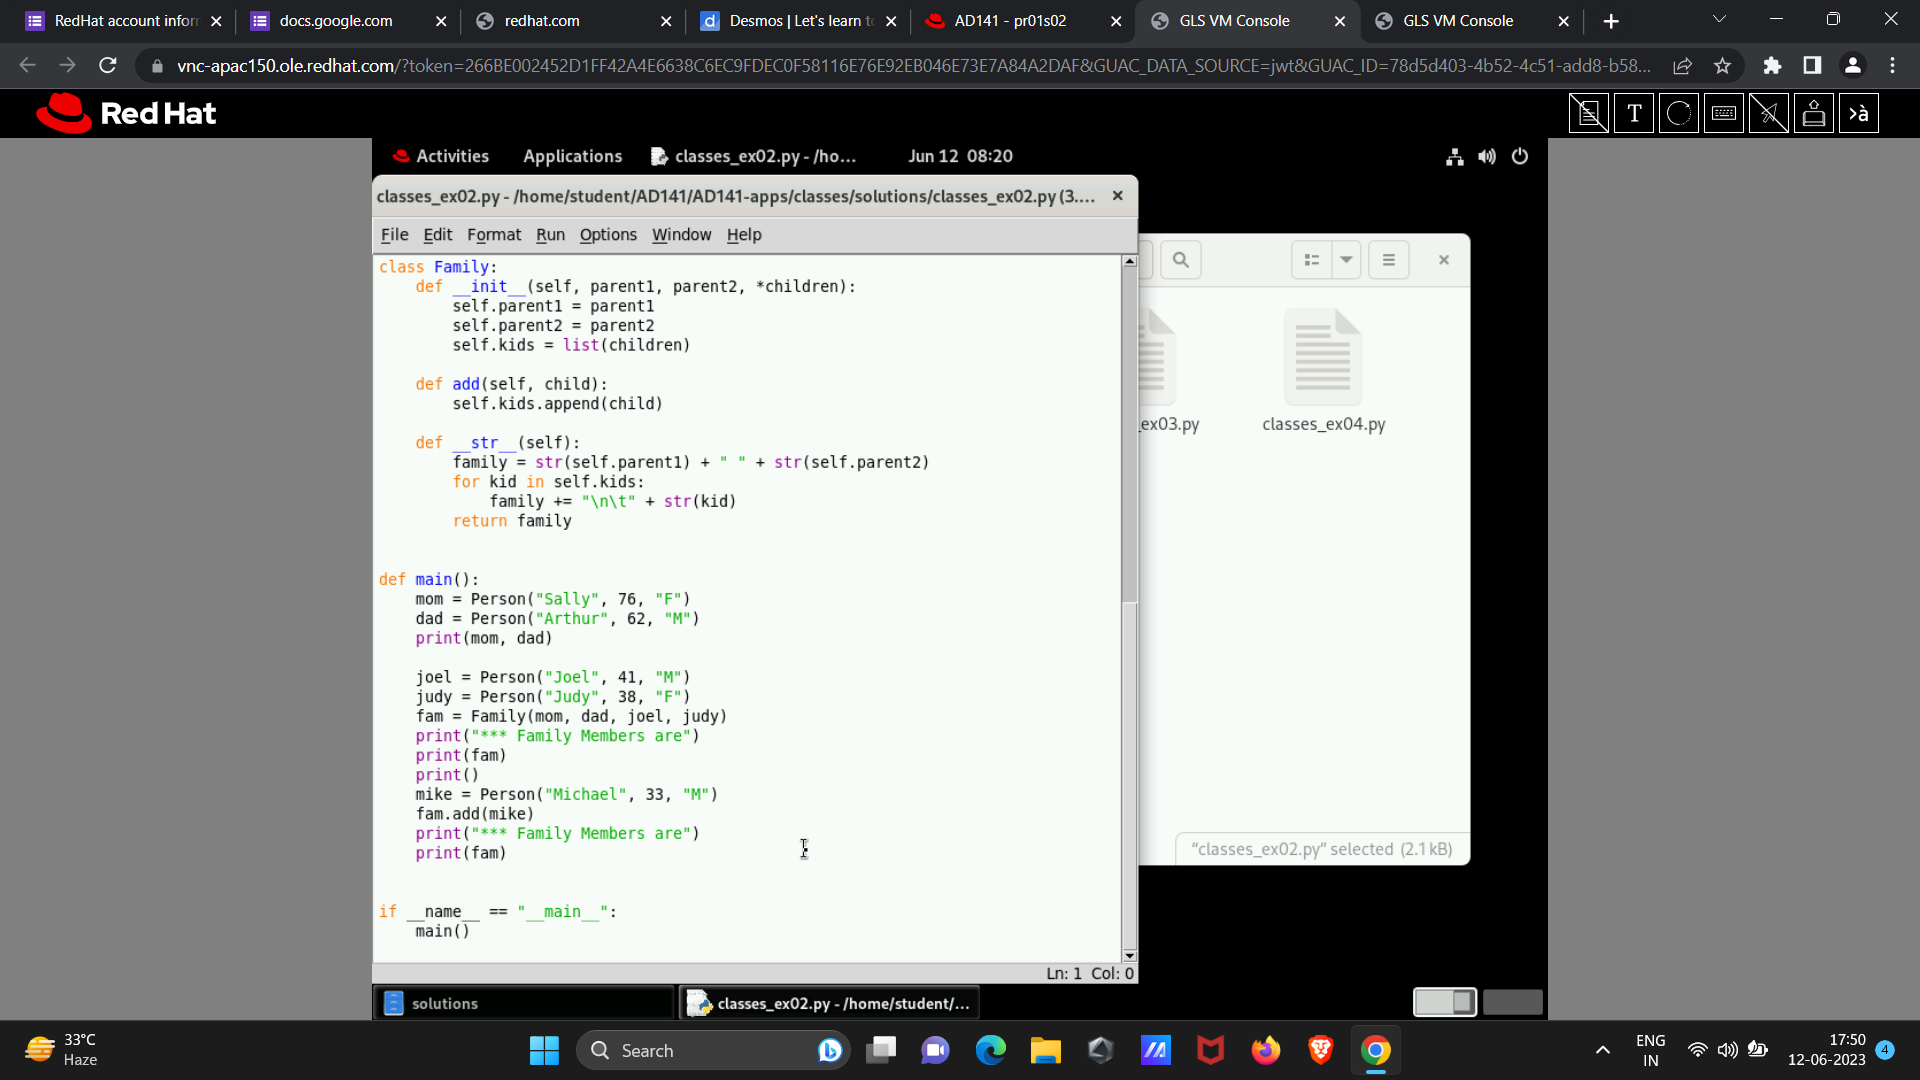 RedHat account infor
docs.google.com
redhat.com
Desmos | Let's learn to
AD141 - pr01s02
GLS VM Console
GLS VM Console
vnc-apac150.ole.redhat.com/?token=266BE002452D1FF42A4E6638C6EC9FDEC0F58116E76E92EB046E73E7A84A2DAF&GUAC_DATA_SOURCE=jwt&GUAC_ID=78d5d403-4b52-4c51-add8-b58...
Red Hat
T
>à
Activities
Applications
classes_ex02.py - /ho...
Jun 12 08:20
classes_ex02.py - /home/student/AD141/AD141-apps/classes/solutions/classes_ex02.py (3....
File Edit Format Run Options Window Help
class Family:
    def __init__(self, parent1, parent2, *children):
        self.parent1 = parent1
        self.parent2 = parent2
        self.kids = list(children)
    def add(self, child):
        self.kids.append(child)
    def __str__(self):
        family = str(self.parent1) + " " + str(self.parent2)
        for kid in self.kids:
            family += "\n\t" + str(kid)
        return family
def main():
    mom = Person("Sally", 76, "F")
    dad = Person("Arthur", 62, "M")
    print(mom, dad)
    joel = Person("Joel", 41, "M")
    judy = Person("Judy", 38, "F")
    fam = Family(mom, dad, joel, judy)
    print("*** Family Members are")
    print(fam)
    print()
    mike = Person("Michael", 33, "M")
    fam.add(mike)
    print("*** Family Members are")
    print(fam)
if __name__ == "__main__":
    main()
Ln: 1 Col: 0
_ex03.py
classes_ex04.py
"classes_ex02.py" selected (2.1 kB)
solutions
classes_ex02.py - /home/student/...
33°C
Haze
Search
ENG
IN
17:50
12-06-2023
4